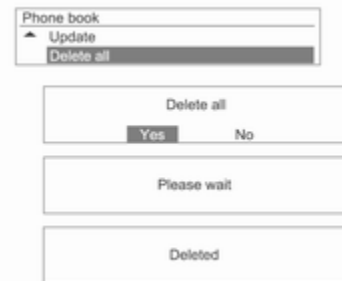 Phone book
Update
Delete all
Delete all
Yes No
Please wait
Deleted